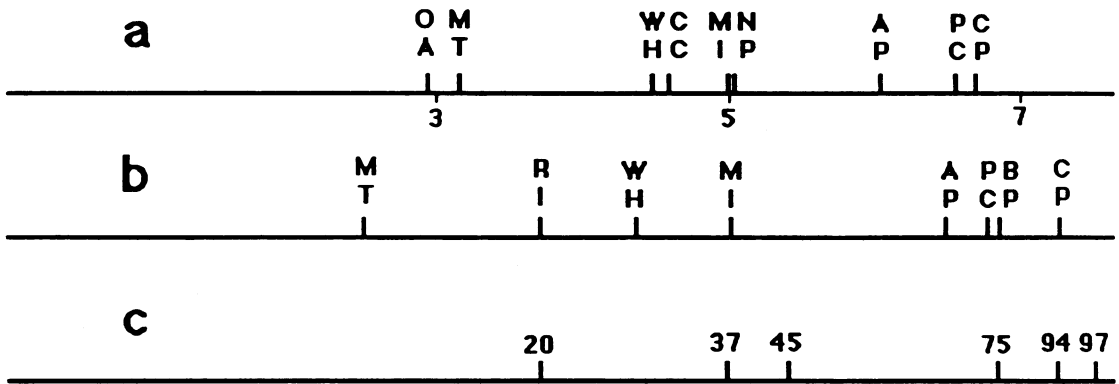 a
O M W C M N A P C
A T H C I P P C P
3 5 7
b
M R W M A P B C
T I H I P C P P
c
20 37 45 75 94 97